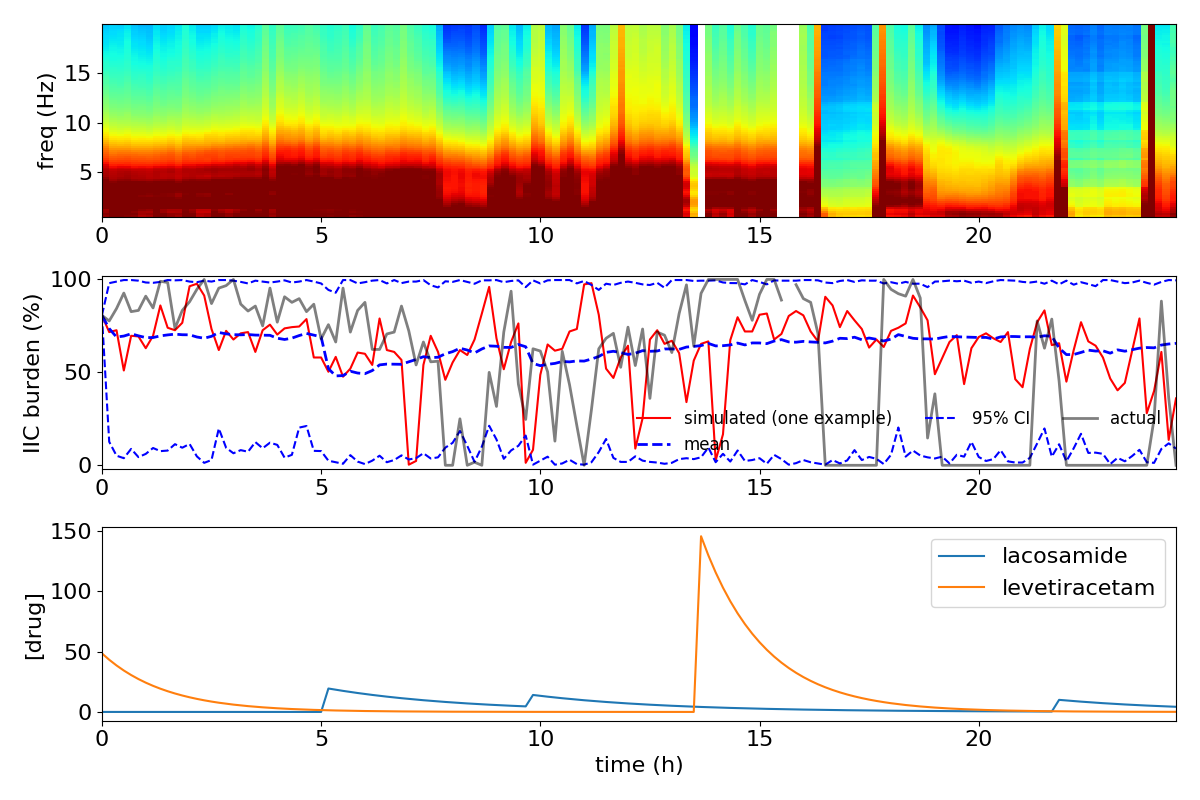 freq (Hz)
15
10
5
0 5 10 15 20
IIC burden (%)
100
50
0
simulated (one example)
mean
95% CI
actual
0 5 10 15 20
[drug]
150
100
50
0
lacosamide
levetiracetam
0 5 10 15 20
time (h)